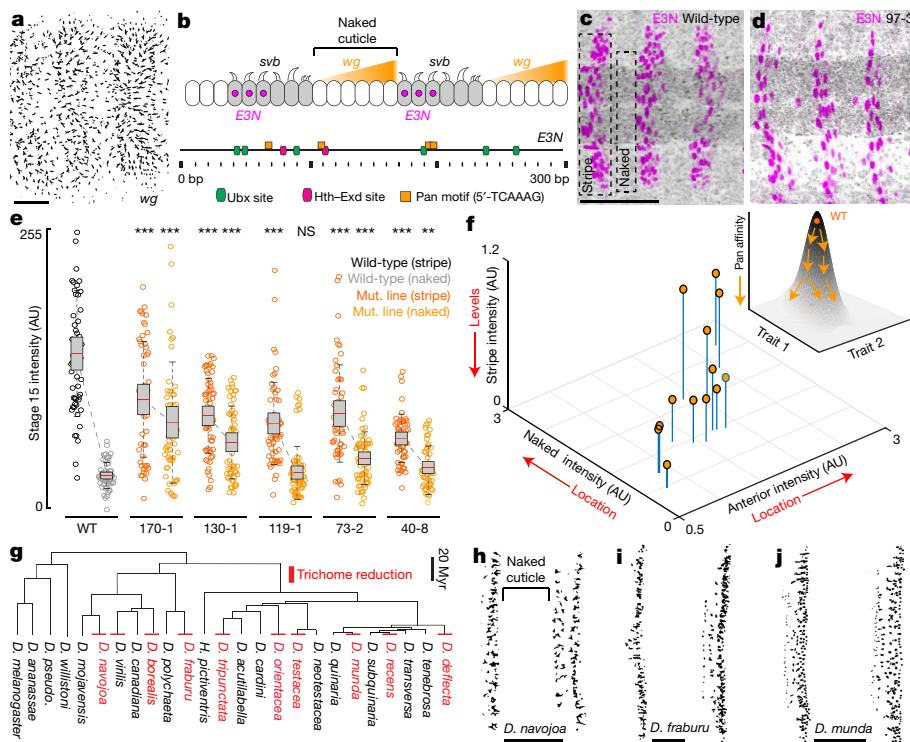 a
wg
b
Naked
cuticle
svb
wg
svb
wg
E3N
E3N
E3N
0 bp
300 bp
Ubx site
Hth–Exd site
Pan motif (5′-TCAAAG)
c
E3N Wild-type
Stripe
Naked
d
E3N 97-3
e
Stage 15 intensity (AU)
255
0
*** *** *** *** *** NS *** *** *** **
Wild-type (stripe)
Wild-type (naked)
Mut. line (stripe)
Mut. line (naked)
WT 170-1 130-1 119-1 73-2 40-8
f
Levels
Stripe intensity (AU)
1.2
0
3
Naked intensity (AU)
Location
0
0.5
Anterior intensity (AU)
Location
3
Pan affinity
WT
Trait 1
Trait 2
g
Trichome reduction
20 Myr
D. melanogaster
D. ananassae
D. pseudo.
D. willistoni
D. mojavensis
D. navojoa
D. virilis
D. canadiana
D. borealis
D. polychaeta
D. fraburu
H. pictiventris
D. tripunctata
D. acutilabella
D. cardini
D. orientacea
D. testacea
D. neotestacea
D. quinaria
D. munda
D. subquinaria
D. recens
D. transversa
D. tenebrosa
D. deflecta
h
Naked
cuticle
D. navojoa
i
D. fraburu
j
D. munda